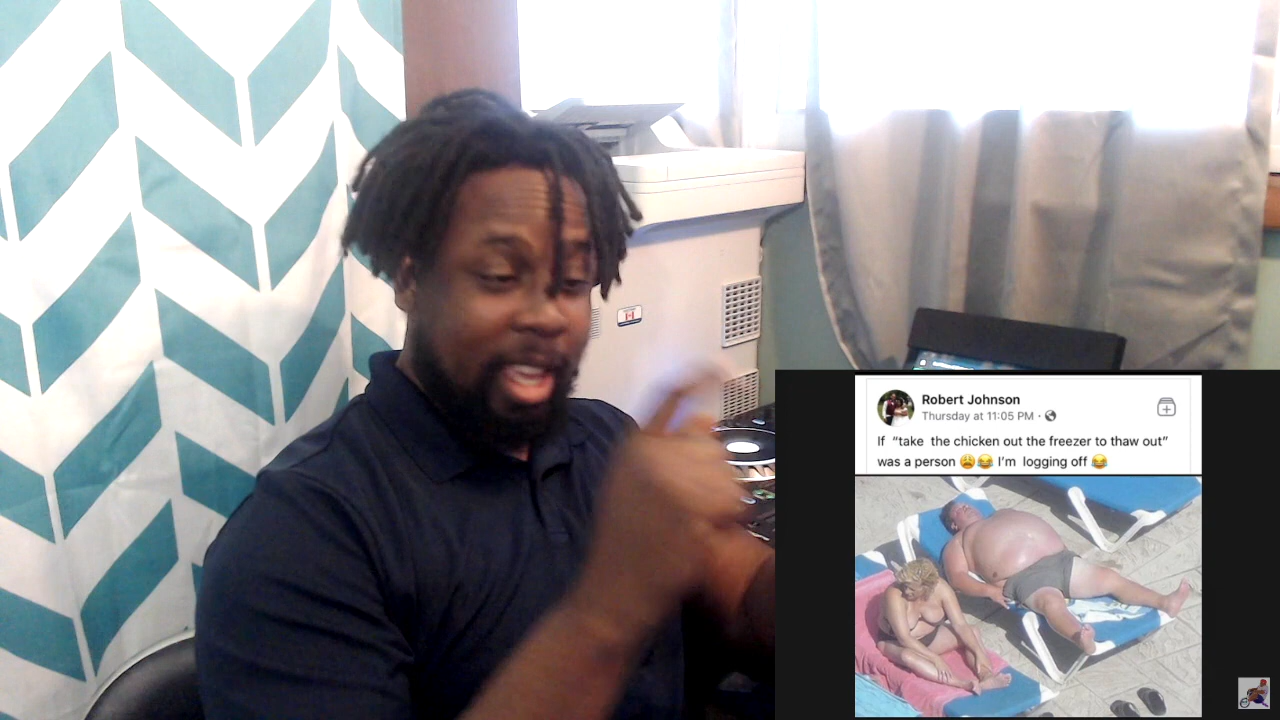 Robert Johnson
Thursday at 11:05 PM ·
If “take the chicken out the freezer to thaw out”
was a person 😩😂 I’m logging off 😂